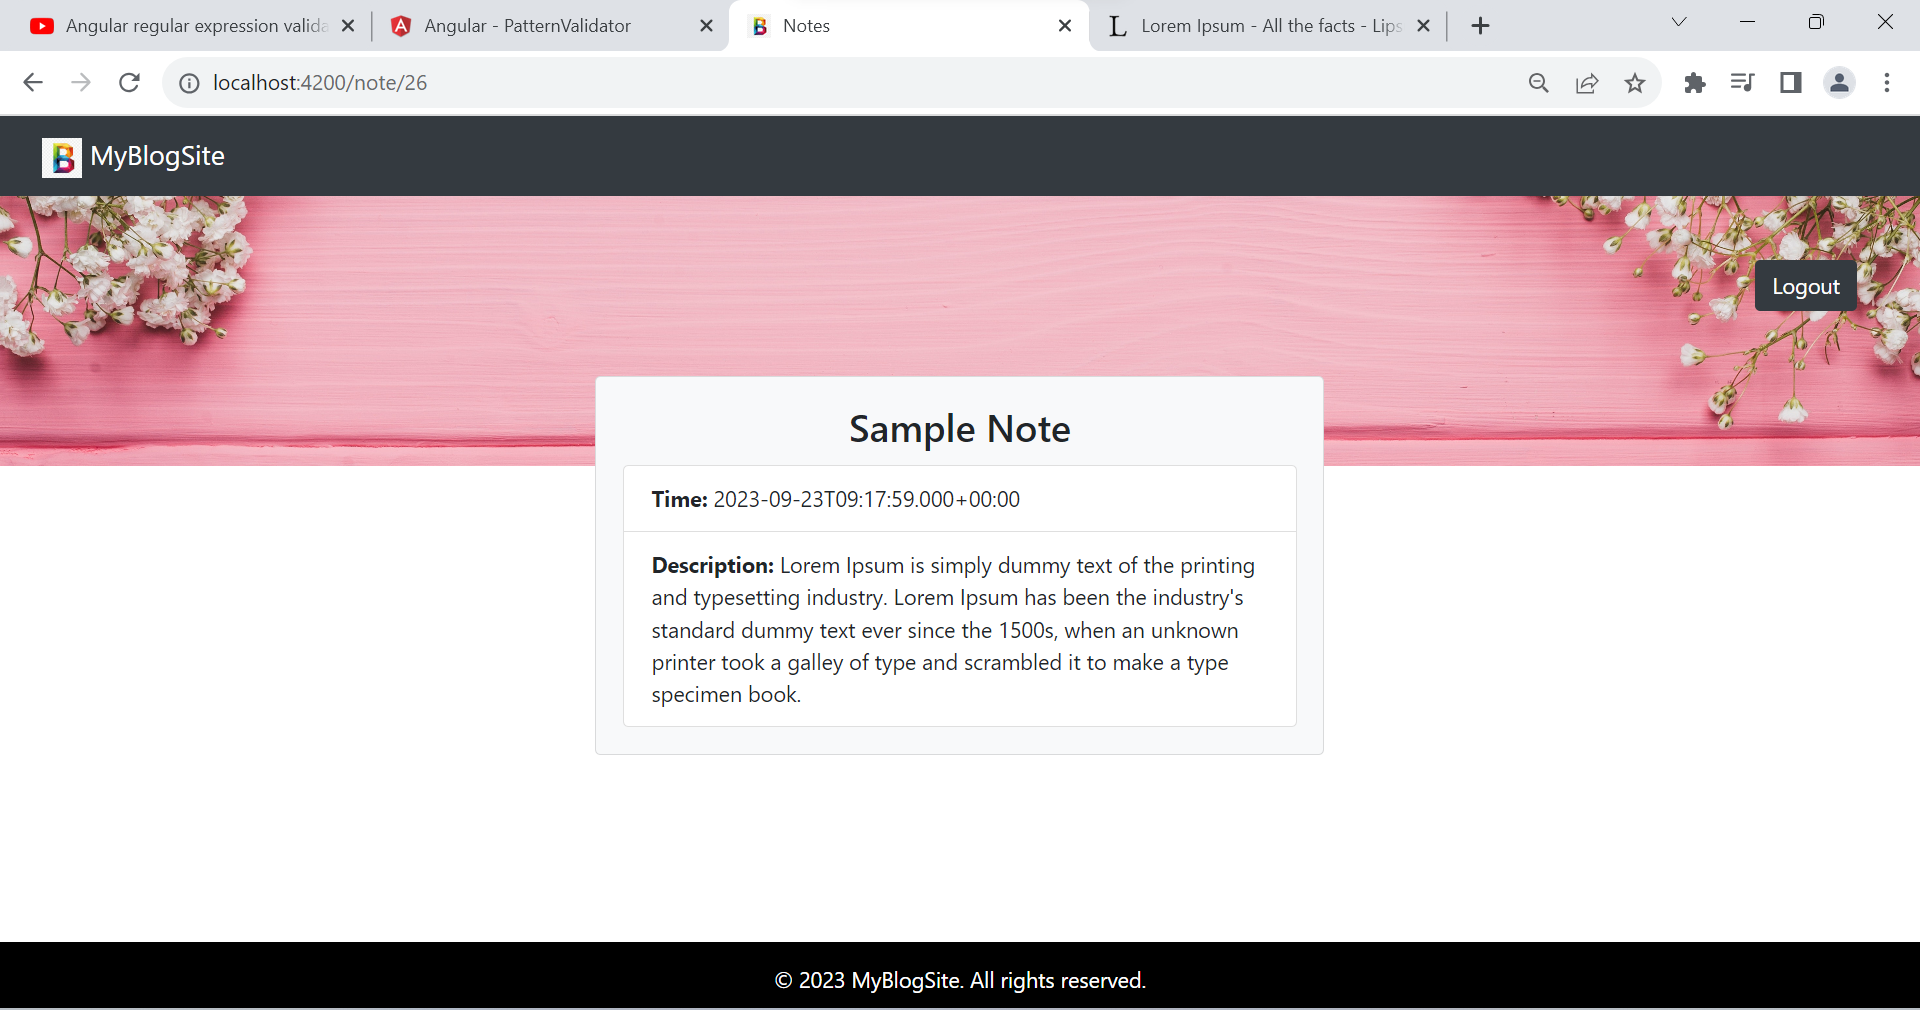 Angular regular expression valida
Angular - PatternValidator
Notes
L
Lorem Ipsum - All the facts - Lips
localhost:4200/note/26
B MyBlogSite
Logout
Sample Note
Time: 2023-09-23T09:17:59.000+00:00
Description: Lorem Ipsum is simply dummy text of the printing
and typesetting industry. Lorem Ipsum has been the industry's
standard dummy text ever since the 1500s, when an unknown
printer took a galley of type and scrambled it to make a type
specimen book.
© 2023 MyBlogSite. All rights reserved.